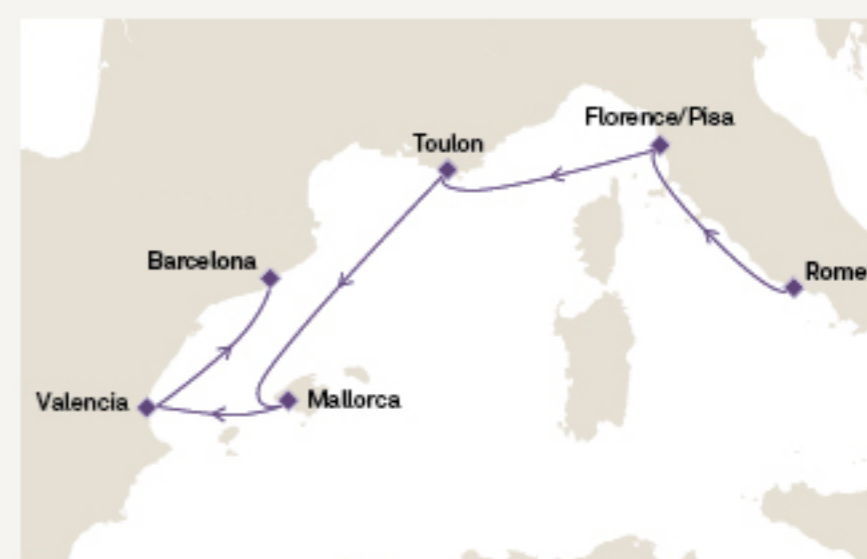 Florence/Pisa
Toulon
Barcelona
Rome
Valencia
Mallorca